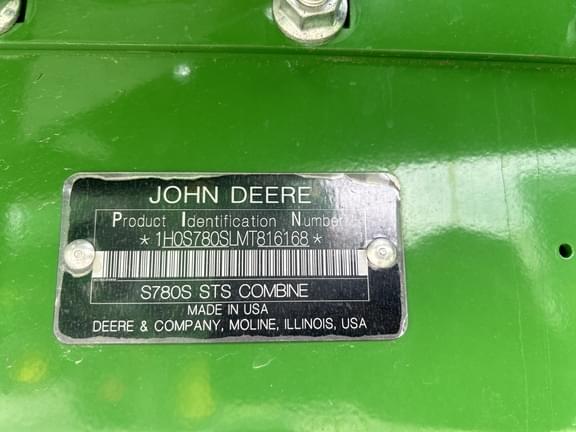 JOHN DEERE
Product Identification Number
*1H0S780SLMT816168*
S780S STS COMBINE
MADE IN USA
DEERE & COMPANY, MOLINE, ILLINOIS, USA